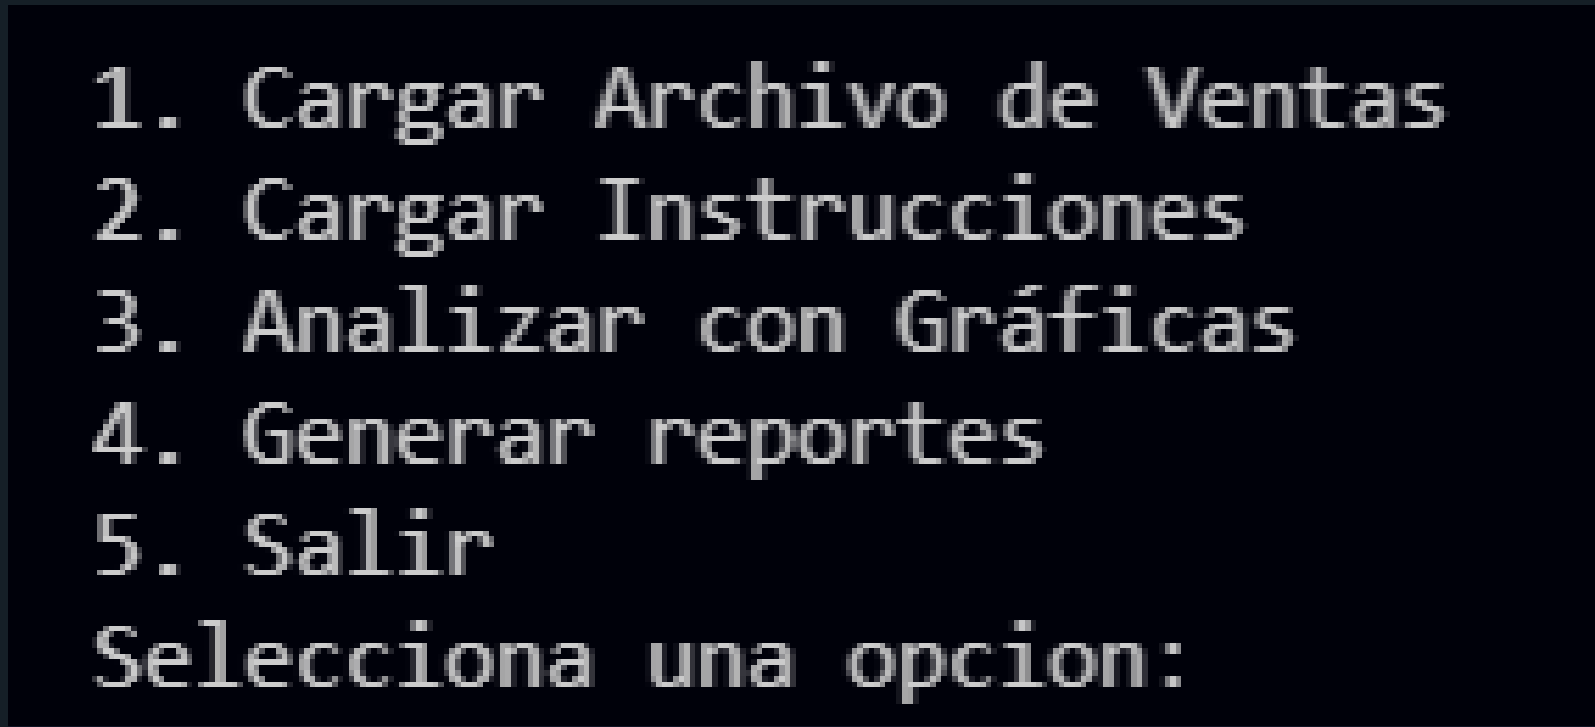 1. Cargar Archivo de Ventas
2. Cargar Instrucciones
3. Analizar con Gráficas
4. Generar reportes
5. Salir
Selecciona una opcion: